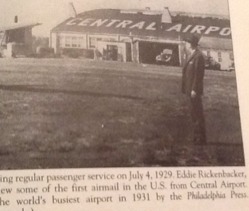 CENTRAL AIRPO
ing regular passenger service on July 4, 1929. Eddie Rickenbacker,
ew some of the first airmail in the U.S. from Central Airport
he world's busiest airport in 1931 by the Philadelphia Press